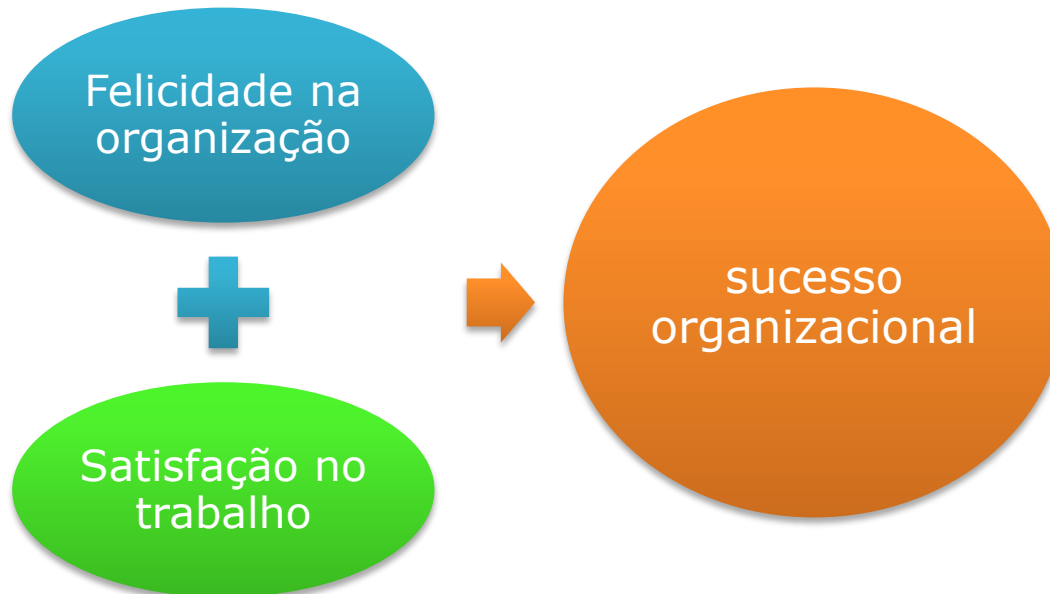 Felicidade na
organização
Satisfação no
trabalho
sucesso
organizacional